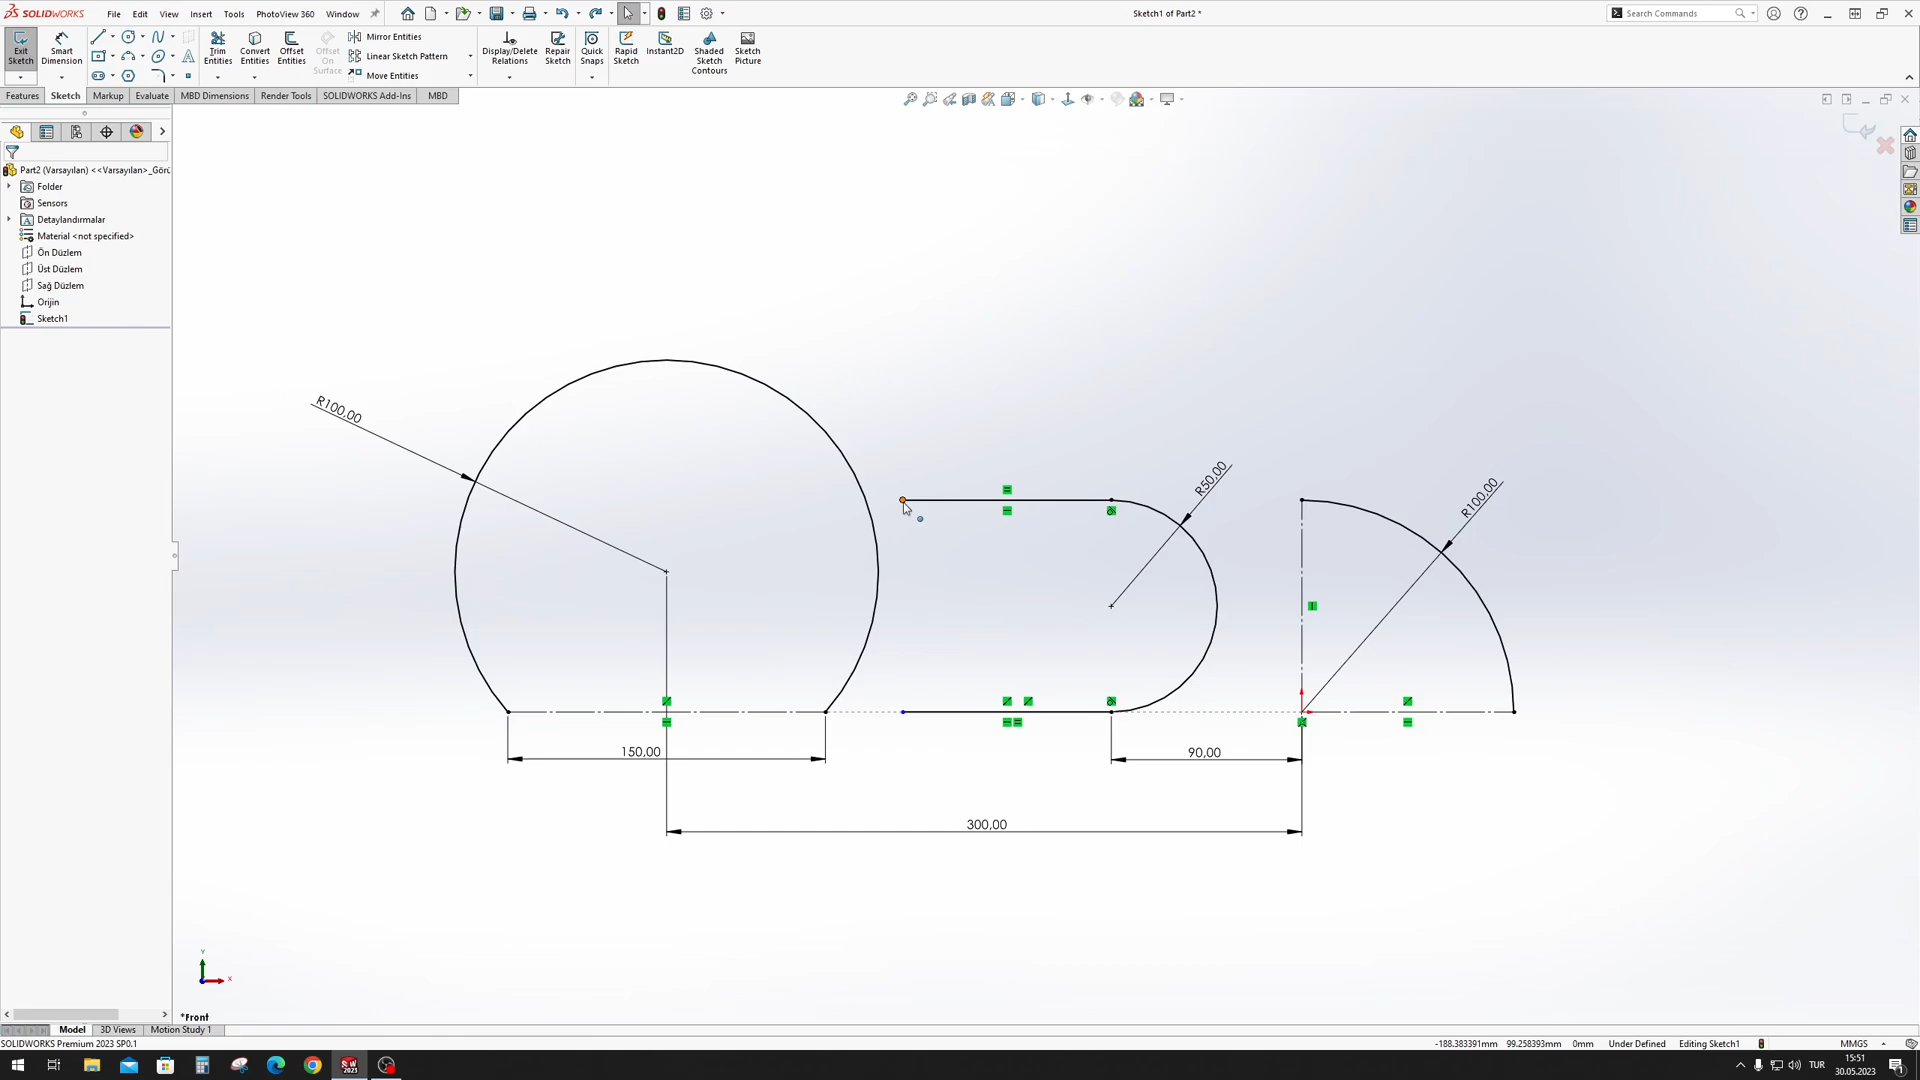 SOLIDWORKS File Edit View Insert Tools PhotoView 360 Window Sketch1 of Part2 * Search Commands
Exit Sketch Smart Dimension Trim Entities Convert Entities Offset Entities Offset On Surface Mirror Entities Linear Sketch Pattern Move Entities Display/Delete Relations Repair Sketch Quick Snaps Rapid Sketch Instant2D Shaded Sketch Contours Sketch Picture
Features Sketch Markup Evaluate MBD Dimensions Render Tools SOLIDWORKS Add-Ins MBD
Part2 (Varsayılan) <<Varsayılan>_Görü
Folder
Sensors
Detaylandırmalar
Material <not specified>
Ön Düzlem
Üst Düzlem
Sağ Düzlem
Orijin
Sketch1
R100,00
R50,00
R100,00
150,00
90,00
300,00
Y
X
*Front
Model 3D Views Motion Study 1
SOLIDWORKS Premium 2023 SP0.1 -188.383391mm 99.258393mm 0mm Under Defined Editing Sketch1 MMGS
TUR 15:51
30.05.2023